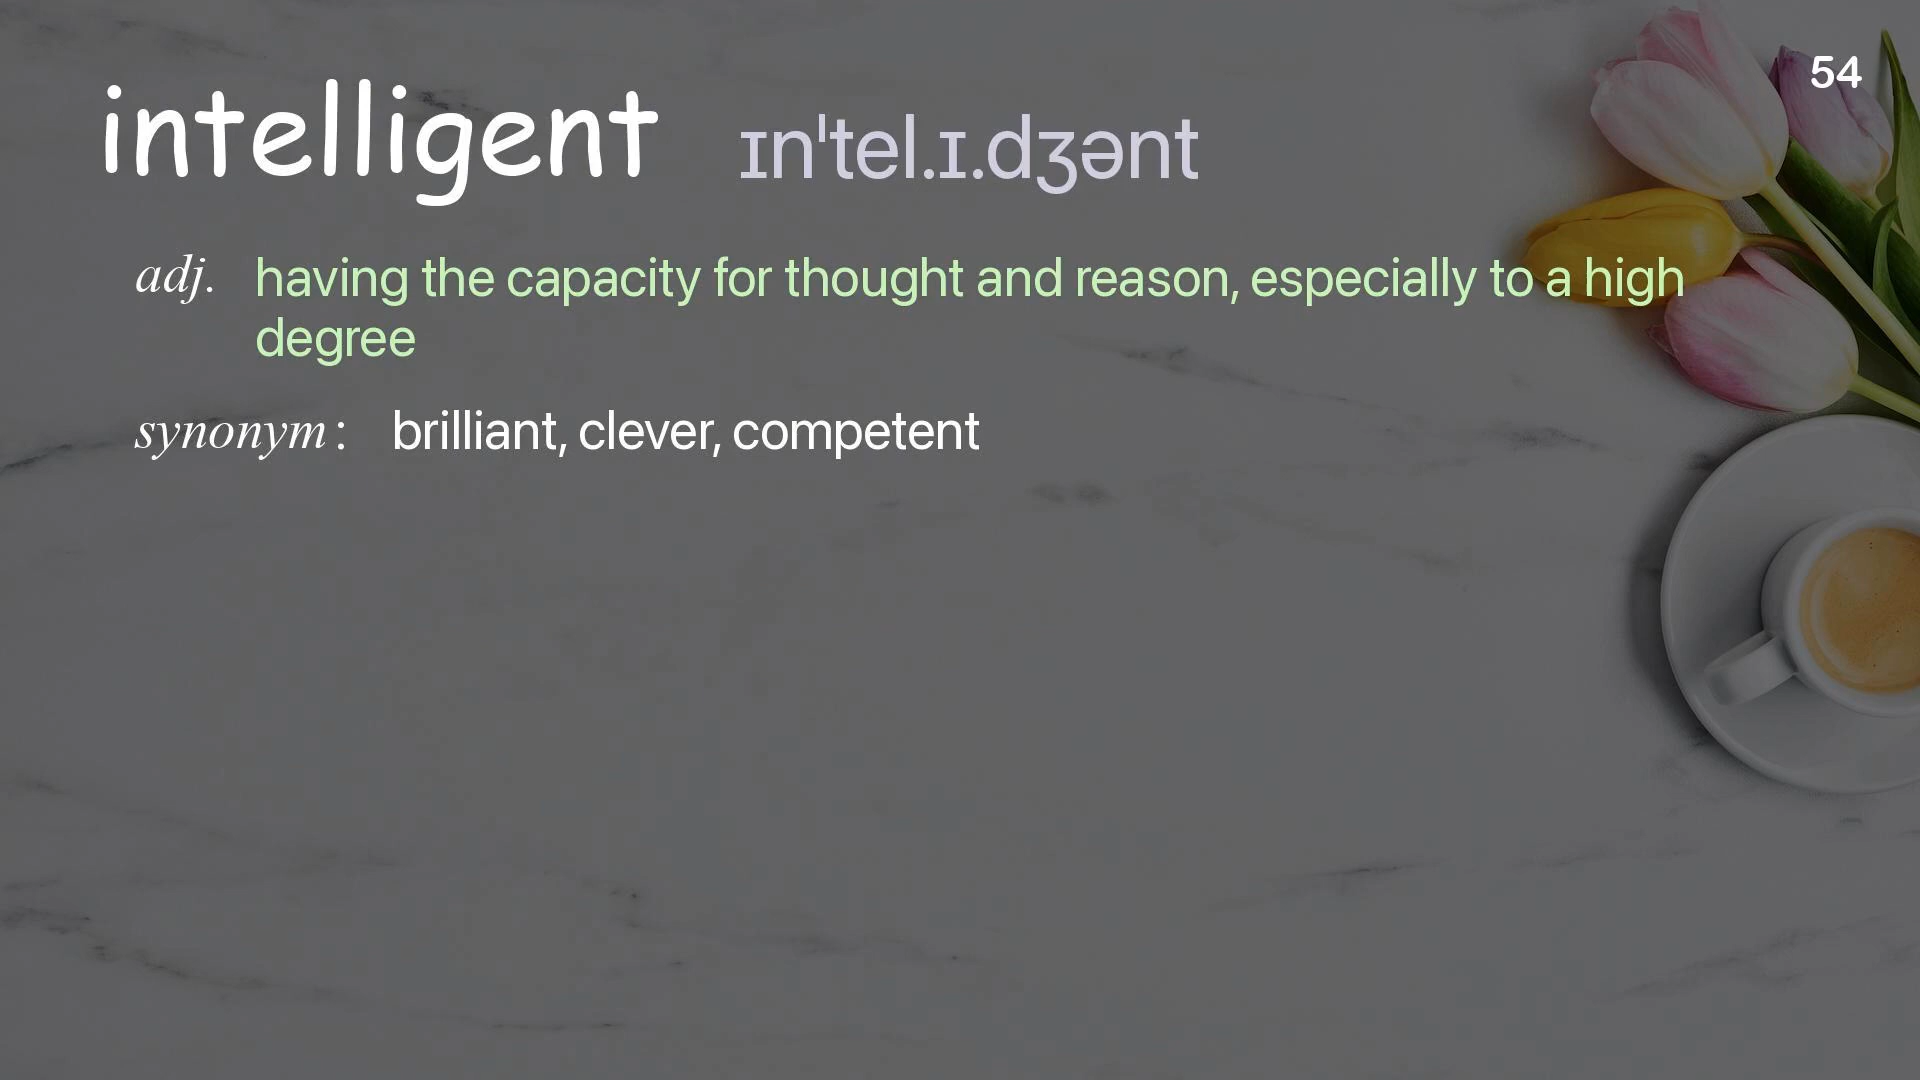 54
intelligent ɪnˈtel.ɪ.dʒənt
adj. having the capacity for thought and reason, especially to a high
degree
synonym: brilliant, clever, competent